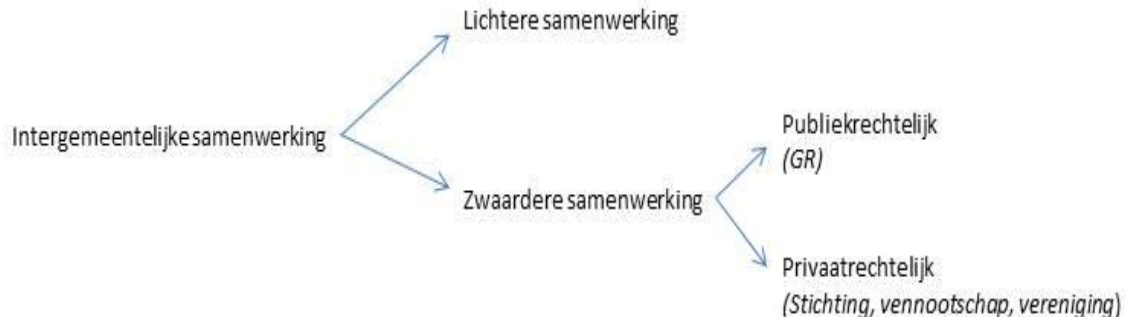 Lichtere samenwerking
Intergemeentelijke samenwerking
Publiekrechtelijk
(GR)
Zwaardere samenwerking
Privaatrechtelijk
(Stichting, vennootschap, vereniging)